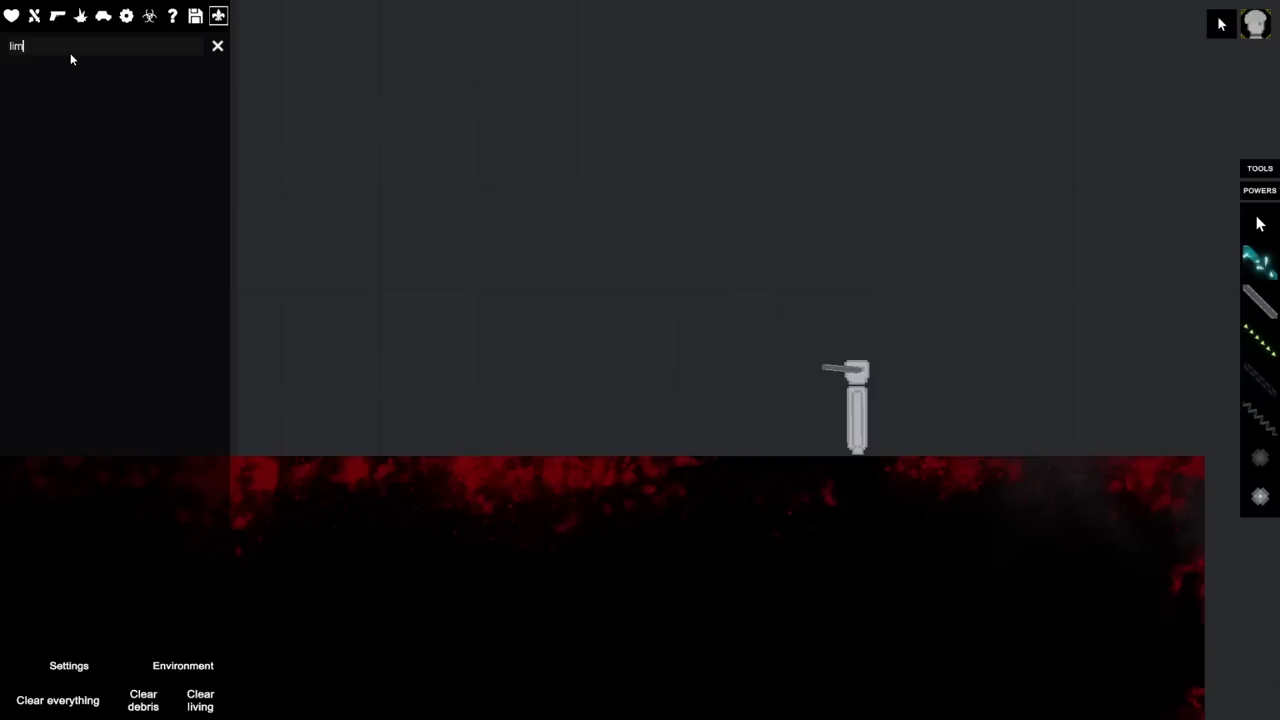 lim
TOOLS
POWERS
Settings
Environment
Clear everything
Clear
debris
Clear
living